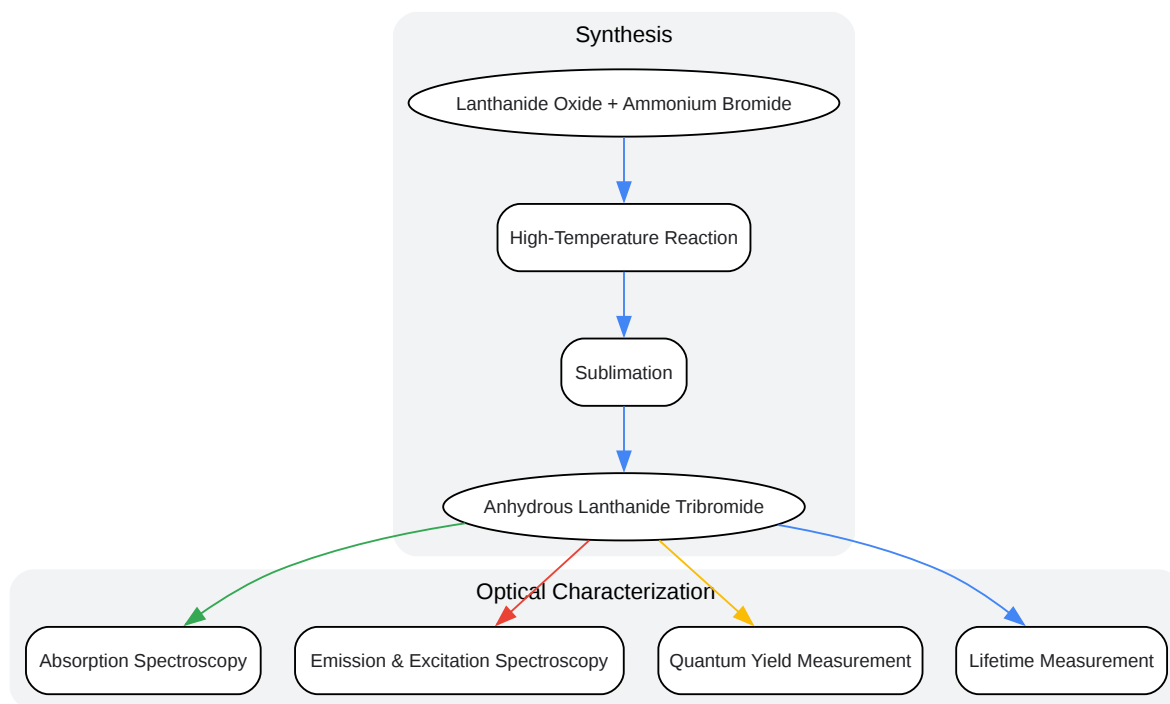 Synthesis
Lanthanide Oxide + Ammonium Bromide
High-Temperature Reaction
Sublimation
Anhydrous Lanthanide Tribromide
Optical Characterization
Absorption Spectroscopy
Emission & Excitation Spectroscopy
Quantum Yield Measurement
Lifetime Measurement